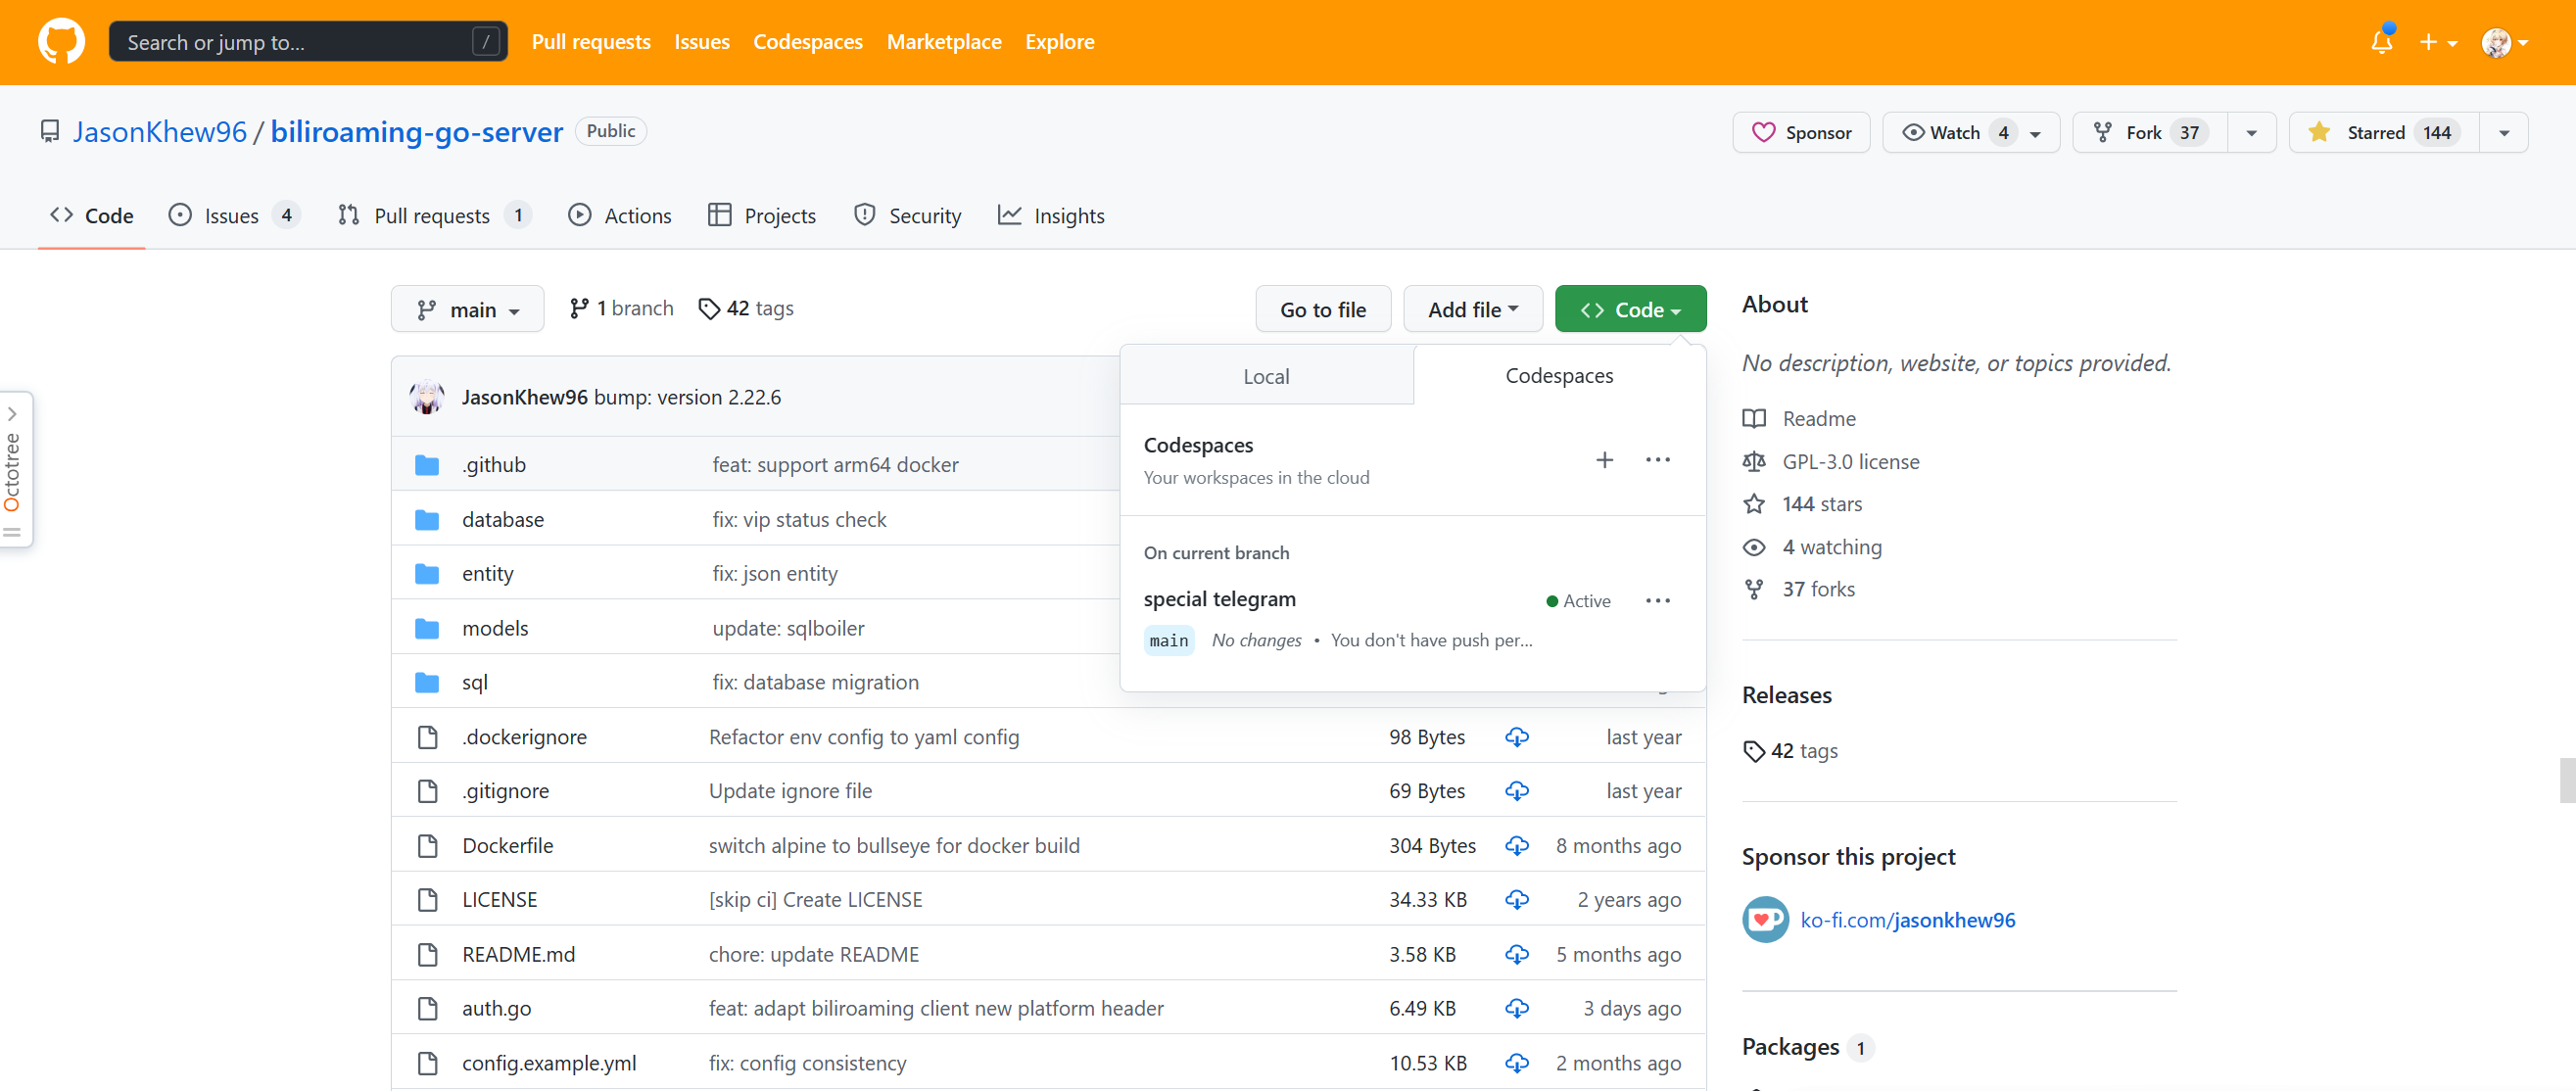 Search or jump to... /
Pull requests Issues Codespaces Marketplace Explore
JasonKhew96 / biliroaming-go-server Public
Sponsor Watch 4 Fork 37 Starred 144
Code Issues 4 Pull requests 1 Actions Projects Security Insights
main 1 branch 42 tags
Go to file Add file Code
Local Codespaces
Codespaces
Your workspaces in the cloud
On current branch
special telegram Active
main No changes • You don't have push per...
Octotree
JasonKhew96 bump: version 2.22.6
.github feat: support arm64 docker
database fix: vip status check
entity fix: json entity
models update: sqlboiler
sql fix: database migration
.dockerignore Refactor env config to yaml config 98 Bytes last year
.gitignore Update ignore file 69 Bytes last year
Dockerfile switch alpine to bullseye for docker build 304 Bytes 8 months ago
LICENSE [skip ci] Create LICENSE 34.33 KB 2 years ago
README.md chore: update README 3.58 KB 5 months ago
auth.go feat: adapt biliroaming client new platform header 6.49 KB 3 days ago
config.example.yml fix: config consistency 10.53 KB 2 months ago
About
No description, website, or topics provided.
Readme
GPL-3.0 license
144 stars
4 watching
37 forks
Releases
42 tags
Sponsor this project
ko-fi.com/jasonkhew96
Packages 1